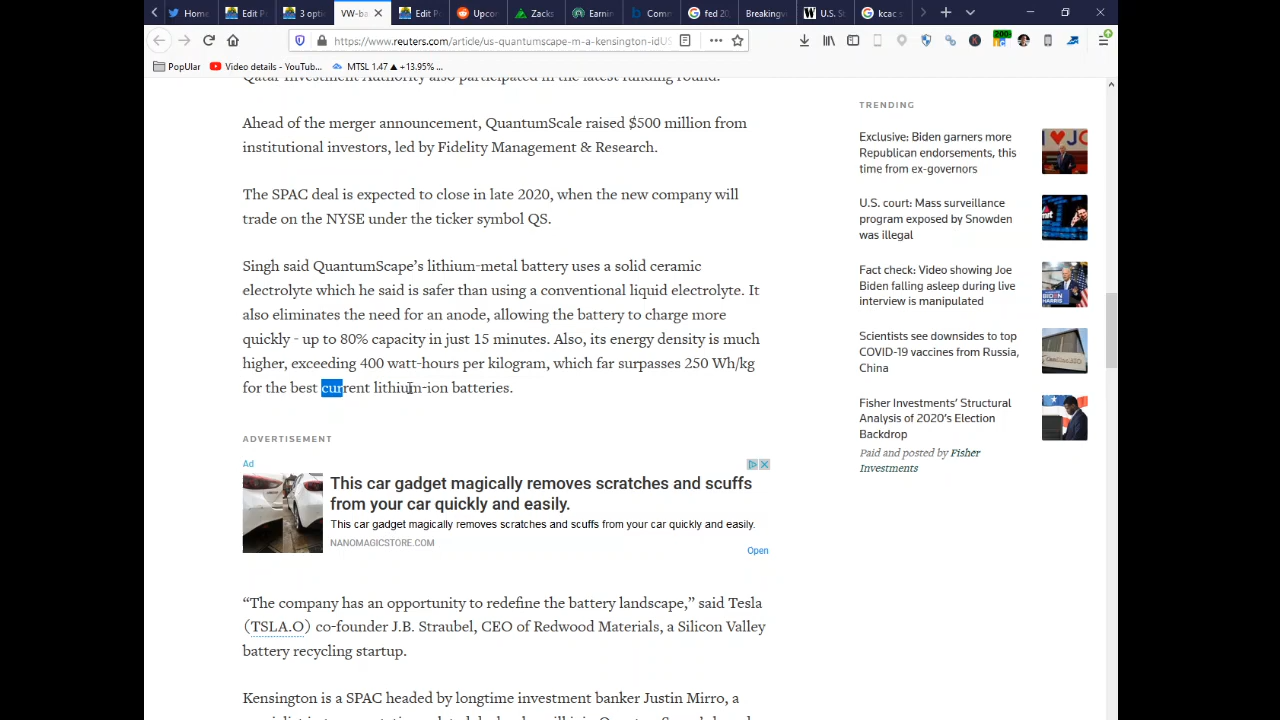 Home
Edit P
3 opti
VW-ba
Edit P
Upcor
Zacks
Earnin
Comm
fed 20
Breakingv
U.S. St
kcac s
https://www.reuters.com/article/us-quantumscape-m-a-kensington-idUS
200+
PopUlar
Video details - YouTub...
MTSL 1.47 ▲ +13.95% ...
Qatar Investment Authority also participated in the latest funding round.
Ahead of the merger announcement, QuantumScale raised $500 million from
institutional investors, led by Fidelity Management & Research.
The SPAC deal is expected to close in late 2020, when the new company will
trade on the NYSE under the ticker symbol QS.
Singh said QuantumScape’s lithium-metal battery uses a solid ceramic
electrolyte which he said is safer than using a conventional liquid electrolyte. It
also eliminates the need for an anode, allowing the battery to charge more
quickly - up to 80% capacity in just 15 minutes. Also, its energy density is much
higher, exceeding 400 watt-hours per kilogram, which far surpasses 250 Wh/kg
for the best current lithium-ion batteries.
ADVERTISEMENT
Ad
This car gadget magically removes scratches and scuffs
from your car quickly and easily.
This car gadget magically removes scratches and scuffs from your car quickly and easily.
NANOMAGICSTORE.COM
Open
“The company has an opportunity to redefine the battery landscape,” said Tesla
(TSLA.O) co-founder J.B. Straubel, CEO of Redwood Materials, a Silicon Valley
battery recycling startup.
Kensington is a SPAC headed by longtime investment banker Justin Mirro, a
TRENDING
Exclusive: Biden garners more
Republican endorsements, this
time from ex-governors
U.S. court: Mass surveillance
program exposed by Snowden
was illegal
Fact check: Video showing Joe
Biden falling asleep during live
interview is manipulated
Scientists see downsides to top
COVID-19 vaccines from Russia,
China
Fisher Investments’ Structural
Analysis of 2020’s Election
Backdrop
Paid and posted by Fisher
Investments